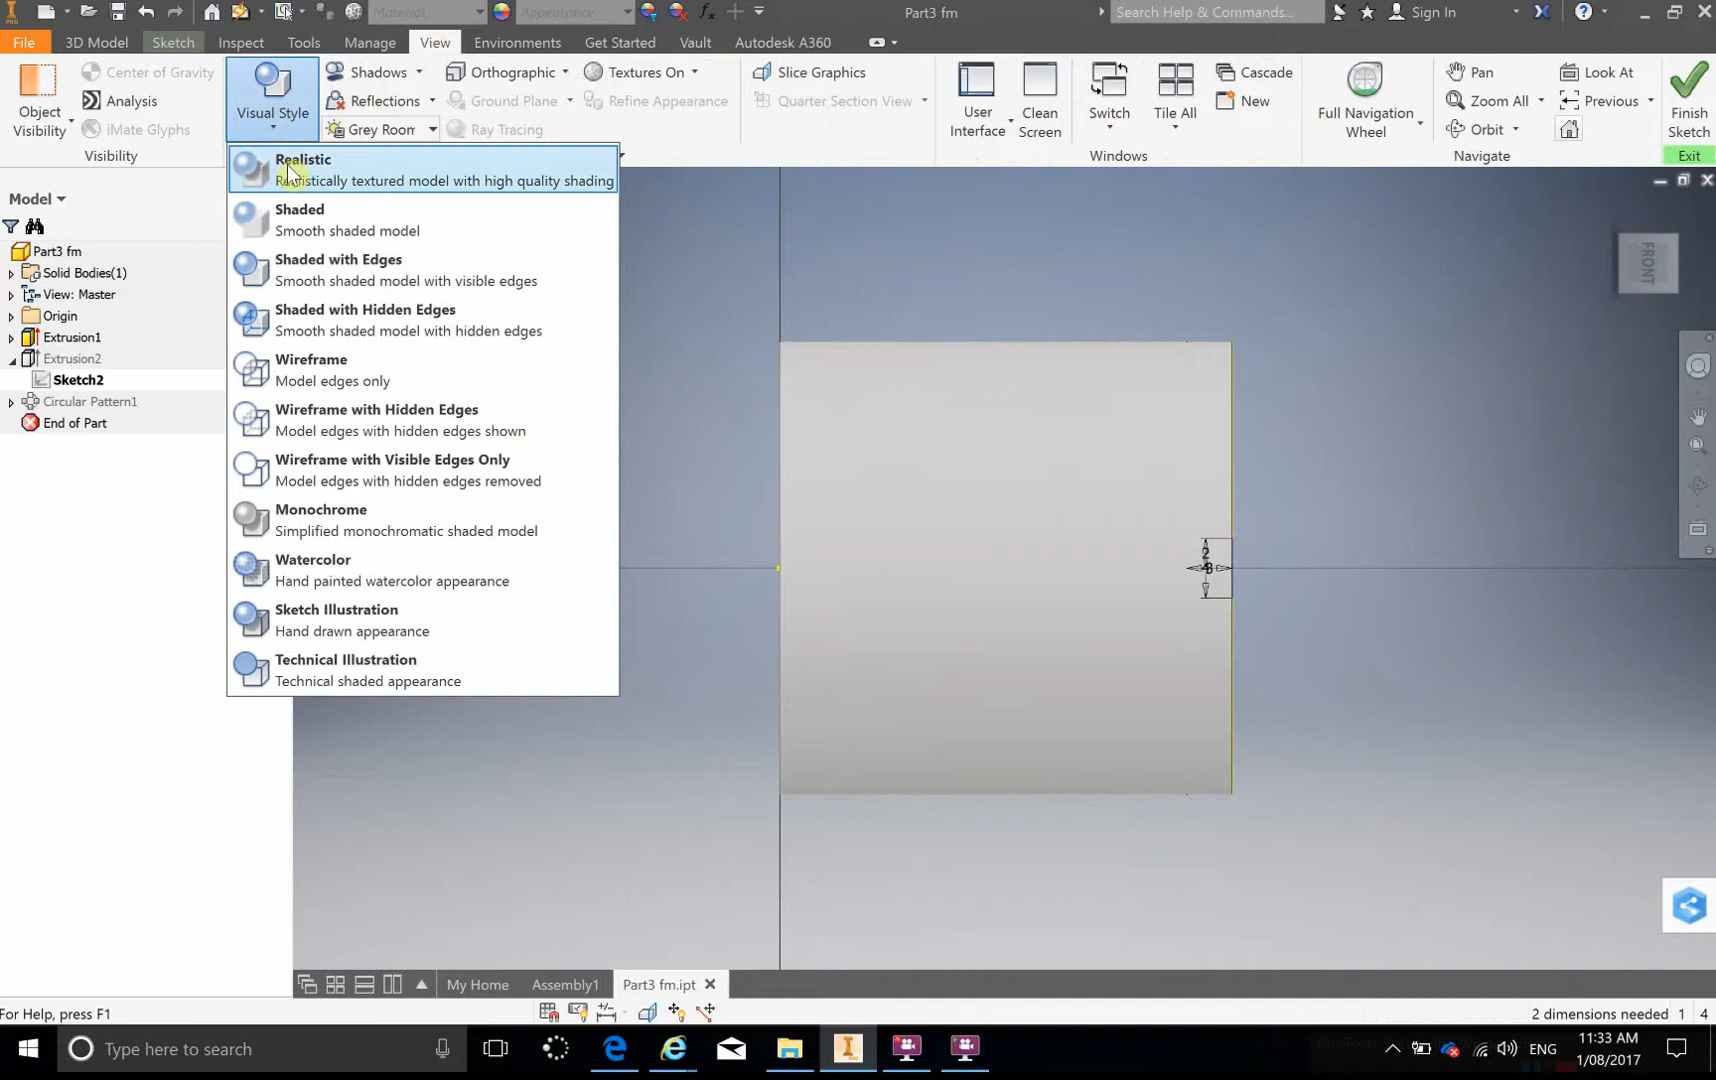 PRO
Material
Appearance
Part3 fm
Search Help & Commands...
Sign In
File
3D Model
Sketch
Inspect
Tools
Manage
View
Environments
Get Started
Vault
Autodesk A360
Object
Visibility
Center of Gravity
Analysis
iMate Glyphs
Visibility
Visual Style
Shadows
Reflections
Grey Room
Orthographic
Ground Plane
Ray Tracing
Textures On
Refine Appearance
Slice Graphics
Quarter Section View
User
Interface
Clean
Screen
Switch
Tile All
Cascade
New
Windows
Full Navigation
Wheel
Pan
Zoom All
Orbit
Look At
Previous
Navigate
Finish
Sketch
Exit
Realistic
Realistically textured model with high quality shading
Shaded
Smooth shaded model
Shaded with Edges
Smooth shaded model with visible edges
Shaded with Hidden Edges
Smooth shaded model with hidden edges
Wireframe
Model edges only
Wireframe with Hidden Edges
Model edges with hidden edges shown
Wireframe with Visible Edges Only
Model edges with hidden edges removed
Monochrome
Simplified monochromatic shaded model
Watercolor
Hand painted watercolor appearance
Sketch Illustration
Hand drawn appearance
Technical Illustration
Technical shaded appearance
Model
Part3 fm
Solid Bodies(1)
View: Master
Origin
Extrusion1
Extrusion2
Sketch2
Circular Pattern1
End of Part
FRONT
2
3
My Home
Assembly1
Part3 fm.ipt
For Help, press F1
2 dimensions needed 1 4
Type here to search
ENG
11:33 AM
1/08/2017